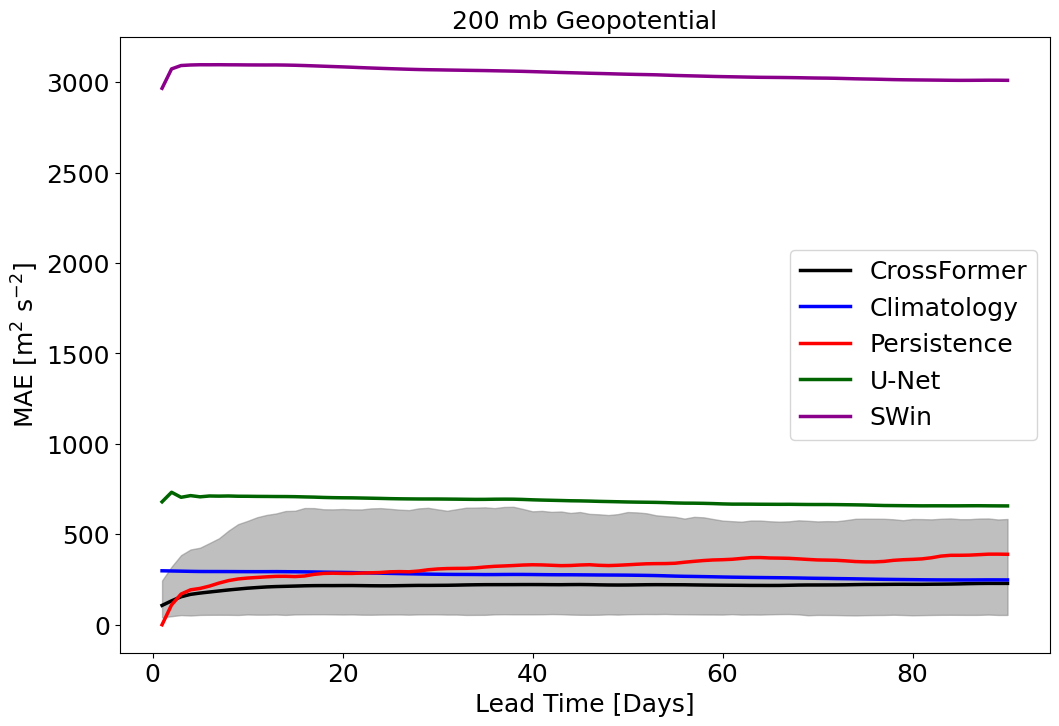 200 mb Geopotential
MAE [m² s⁻²]
3000
2500
2000
1500
1000
500
0
CrossFormer
Climatology
Persistence
U-Net
SWin
0 20 40 60 80
Lead Time [Days]